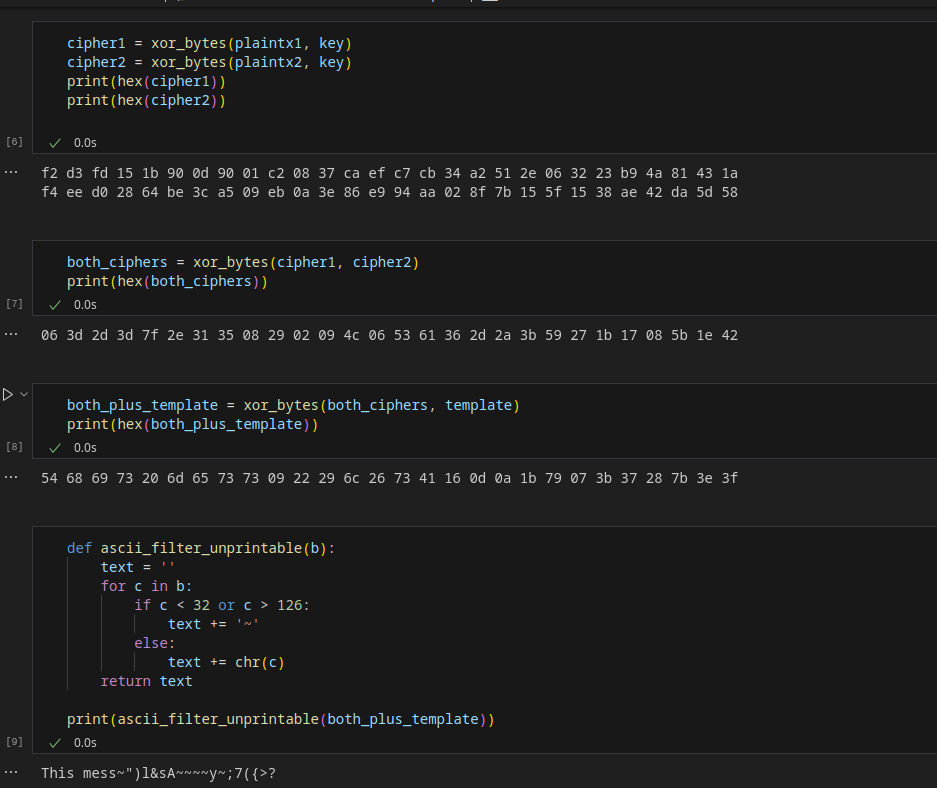 cipher1 = xor_bytes(plaintx1, key)
cipher2 = xor_bytes(plaintx2, key)
print(hex(cipher1))
print(hex(cipher2))
[6] ✓ 0.0s
... f2 d3 fd 15 1b 90 0d 90 01 c2 08 37 ca ef c7 cb 34 a2 51 2e 06 32 23 b9 4a 81 43 1a
f4 ee d0 28 64 be 3c a5 09 eb 0a 3e 86 e9 94 aa 02 8f 7b 15 5f 15 38 ae 42 da 5d 58
both_ciphers = xor_bytes(cipher1, cipher2)
print(hex(both_ciphers))
[7] ✓ 0.0s
... 06 3d 2d 3d 7f 2e 31 35 08 29 02 09 4c 06 53 61 36 2d 2a 3b 59 27 1b 17 08 5b 1e 42
both_plus_template = xor_bytes(both_ciphers, template)
print(hex(both_plus_template))
[8] ✓ 0.0s
... 54 68 69 73 20 6d 65 73 73 09 22 29 6c 26 73 41 16 0d 0a 1b 79 07 3b 37 28 7b 3e 3f
def ascii_filter_unprintable(b):
    text = ''
    for c in b:
        if c < 32 or c > 126:
            text += '~'
        else:
            text += chr(c)
    return text
print(ascii_filter_unprintable(both_plus_template))
[9] ✓ 0.0s
... This mess~")l&sA~~~~y~;7({>?